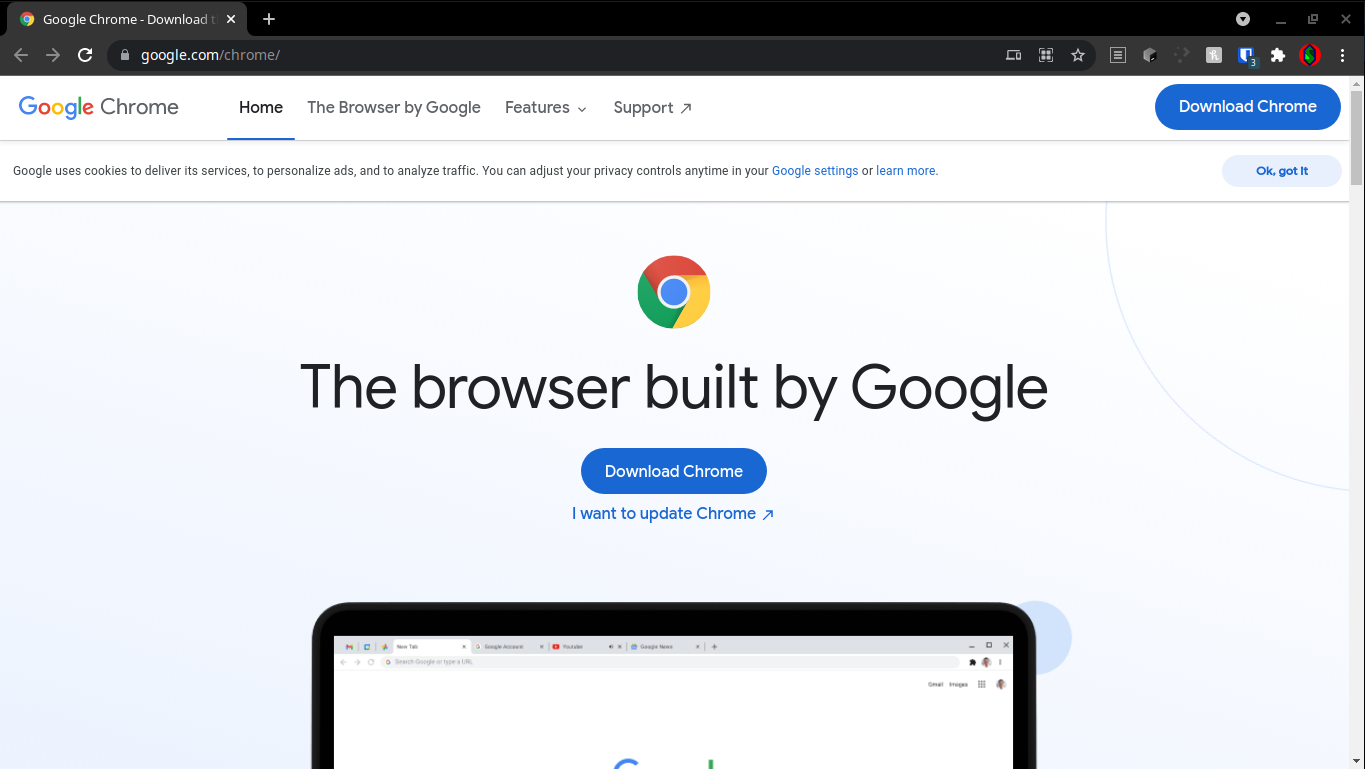 Google Chrome - Download t
google.com/chrome/
3
Google Chrome
Home
The Browser by Google
Features
Support
Download Chrome
Google uses cookies to deliver its services, to personalize ads, and to analyze traffic. You can adjust your privacy controls anytime in your Google settings or learn more.
Ok, got it
The browser built by Google
Download Chrome
I want to update Chrome
New Tab
Google Account
Youtube
Google News
Search Google or type a URL
Gmail
Images